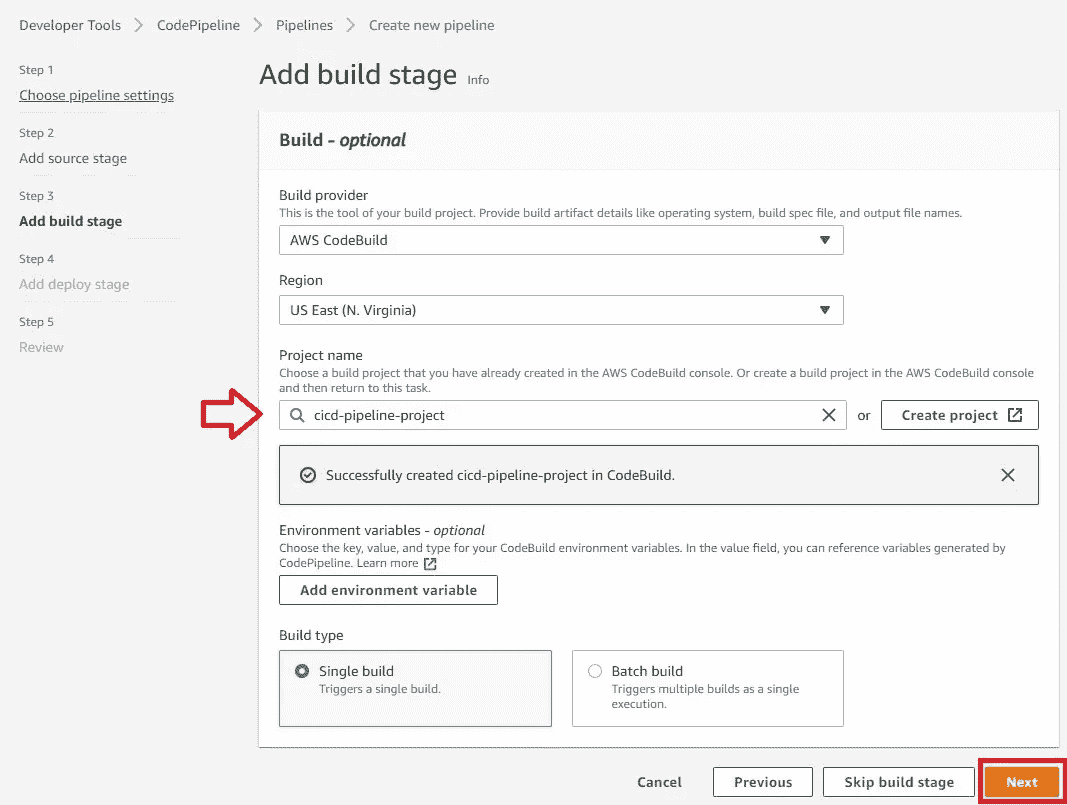 Developer Tools > CodePipeline > Pipelines > Create new pipeline
Step 1
Choose pipeline settings
Step 2
Add source stage
Step 3
Add build stage
Step 4
Add deploy stage
Step 5
Review
Add build stage Info
Build - optional
Build provider
This is the tool of your build project. Provide build artifact details like operating system, build spec file, and output file names.
AWS CodeBuild
Region
US East (N. Virginia)
Project name
Choose a build project that you have already created in the AWS CodeBuild console. Or create a build project in the AWS CodeBuild console
and then return to this task.
cicd-pipeline-project or Create project
Successfully created cicd-pipeline-project in CodeBuild.
Environment variables - optional
Choose the key, value, and type for your CodeBuild environment variables. In the value field, you can reference variables generated by
CodePipeline. Learn more
Add environment variable
Build type
Single build
Triggers a single build.
Batch build
Triggers multiple builds as a single
execution.
Cancel Previous Skip build stage Next